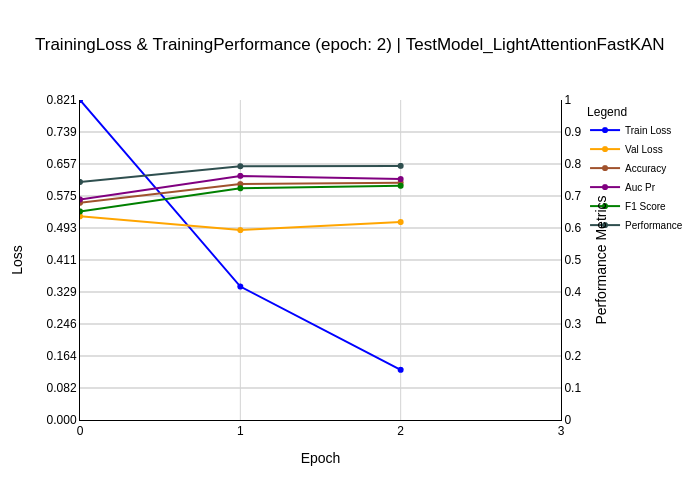 TrainingLoss & TrainingPerformance (epoch: 2) | TestModel_LightAttentionFastKAN
0.821
0.739
0.657
0.575
0.493
0.411
0.329
0.246
0.164
0.082
0.000
Loss
0
1
2
3
Epoch
1
0.9
0.8
0.7
0.6
0.5
0.4
0.3
0.2
0.1
0
Performance Metrics
Legend
Train Loss
Val Loss
Accuracy
Auc Pr
F1 Score
Performance